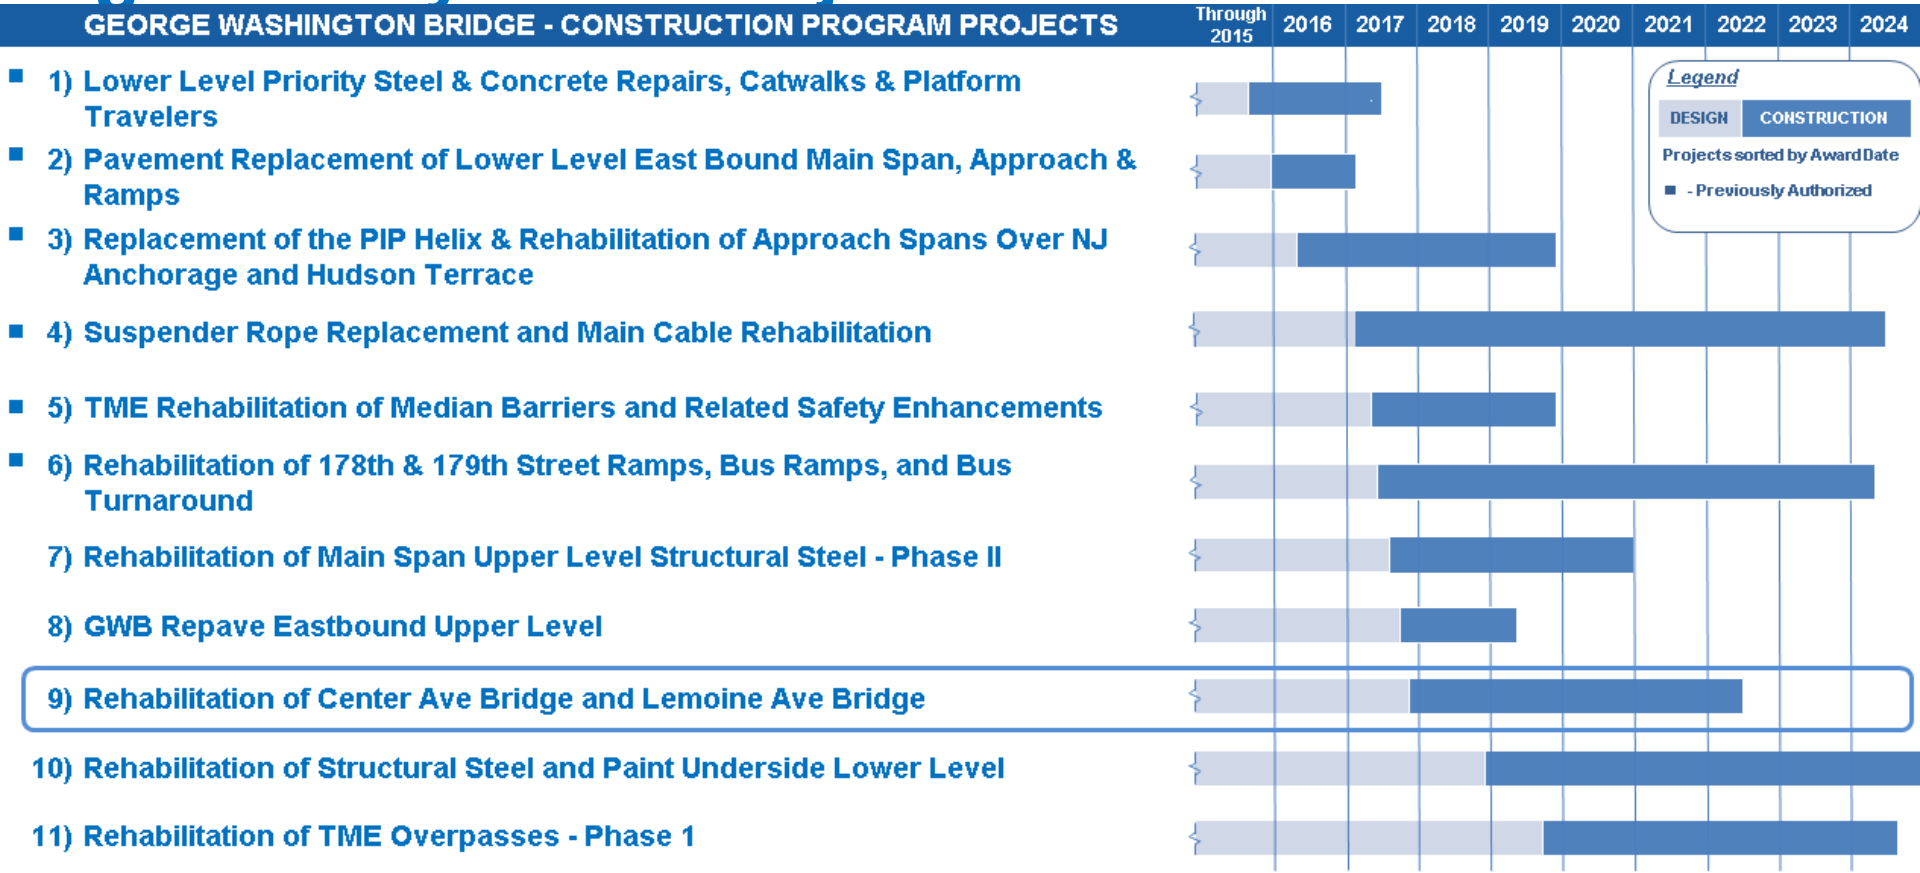 GEORGE WASHINGTON BRIDGE - CONSTRUCTION PROGRAM PROJECTS
Through 2015
2016
2017
2018
2019
2020
2021
2022
2023
2024
Legend
DESIGN
CONSTRUCTION
Projects sorted by Award Date
■ - Previously Authorized
■ 1) Lower Level Priority Steel & Concrete Repairs, Catwalks & Platform
Travelers
■ 2) Pavement Replacement of Lower Level East Bound Main Span, Approach &
Ramps
■ 3) Replacement of the PIP Helix & Rehabilitation of Approach Spans Over NJ
Anchorage and Hudson Terrace
■ 4) Suspender Rope Replacement and Main Cable Rehabilitation
■ 5) TME Rehabilitation of Median Barriers and Related Safety Enhancements
■ 6) Rehabilitation of 178th & 179th Street Ramps, Bus Ramps, and Bus
Turnaround
7) Rehabilitation of Main Span Upper Level Structural Steel - Phase II
8) GWB Repave Eastbound Upper Level
9) Rehabilitation of Center Ave Bridge and Lemoine Ave Bridge
10) Rehabilitation of Structural Steel and Paint Underside Lower Level
11) Rehabilitation of TME Overpasses - Phase 1